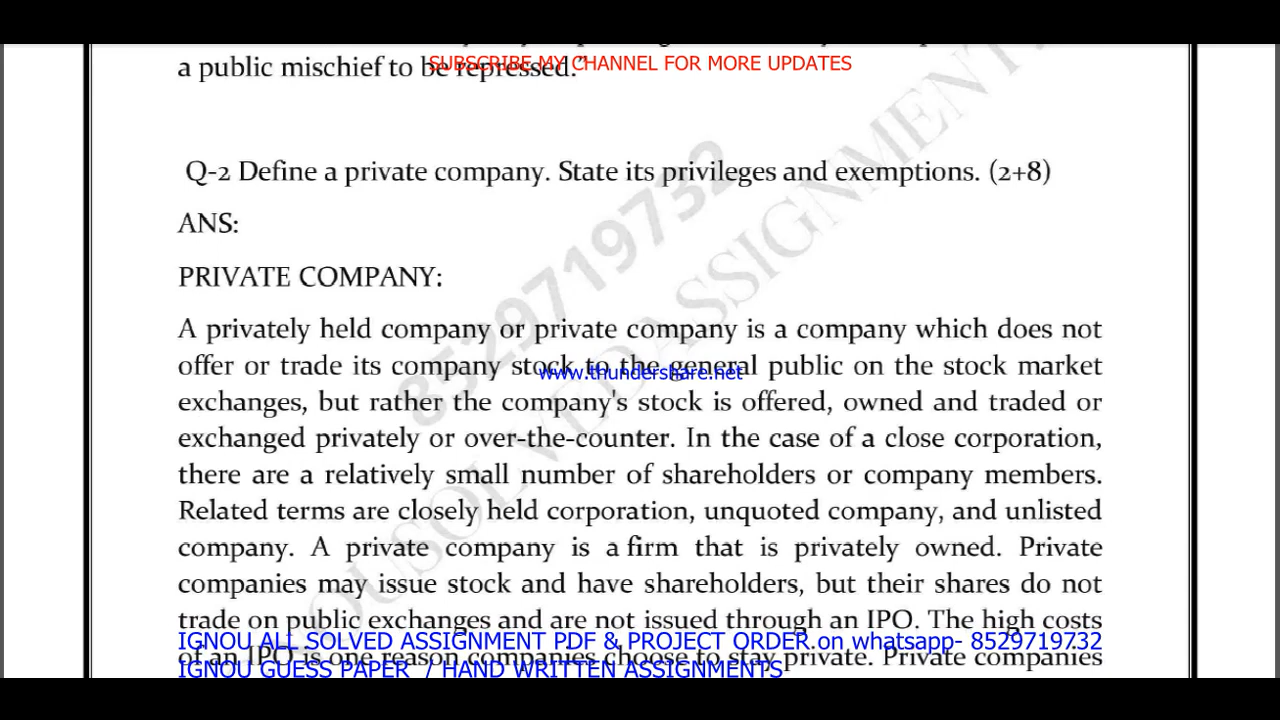 a public mischief to be repressed.”
SUBSCRIBE MY CHANNEL FOR MORE UPDATES
Q-2 Define a private company. State its privileges and exemptions. (2+8)
ANS:
PRIVATE COMPANY:
A privately held company or private company is a company which does not
offer or trade its company stock to the general public on the stock market
www.thundershare.net
exchanges, but rather the company's stock is offered, owned and traded or
exchanged privately or over-the-counter. In the case of a close corporation,
there are a relatively small number of shareholders or company members.
Related terms are closely held corporation, unquoted company, and unlisted
company. A private company is a firm that is privately owned. Private
companies may issue stock and have shareholders, but their shares do not
trade on public exchanges and are not issued through an IPO. The high costs
IGNOU ALL SOLVED ASSIGNMENT PDF & PROJECT ORDER on whatsapp- 8529719732
of an IPO is one reason companies choose to stay private. Private companies
IGNOU GUESS PAPER / HAND WRITTEN ASSIGNMENTS
8529719732
OUSOLVEDASSIGNMENT